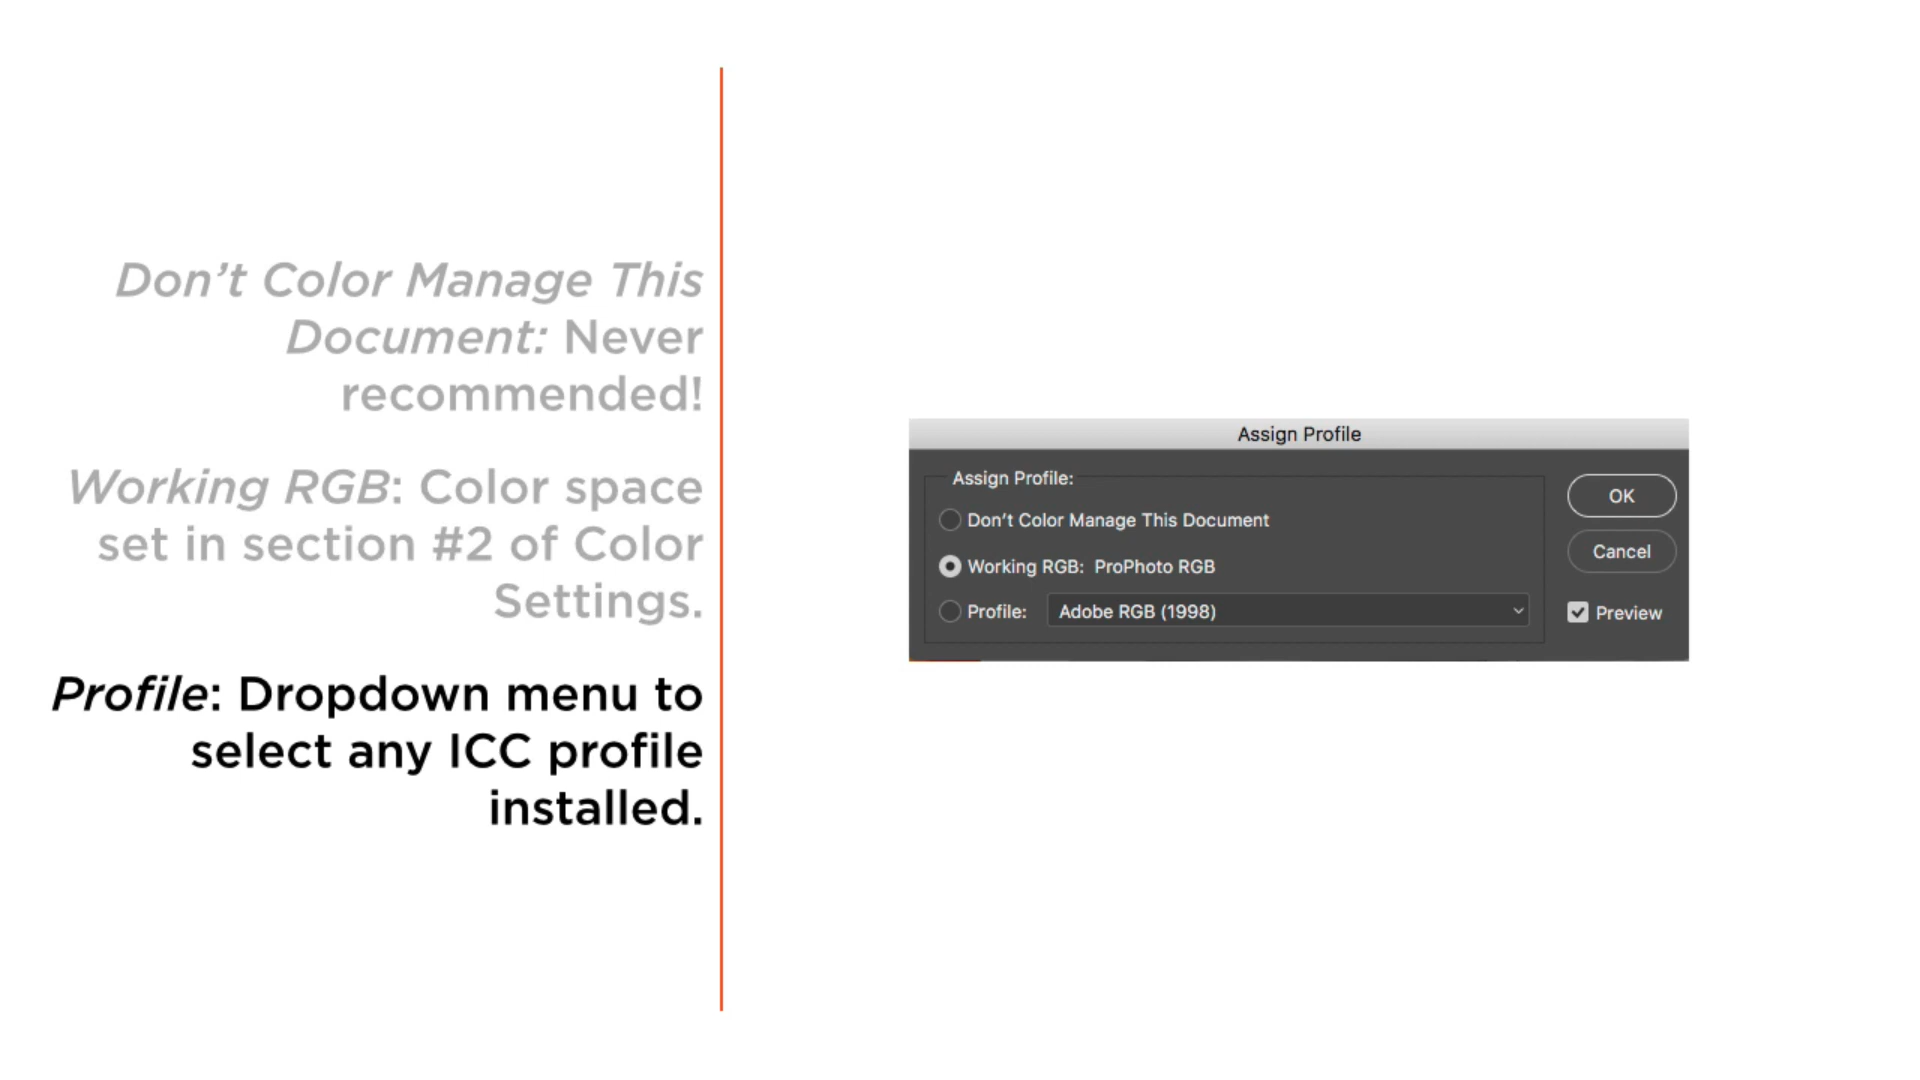 Don’t Color Manage This
Document: Never
recommended!
Working RGB: Color space
set in section #2 of Color
Settings.
Profile: Dropdown menu to
select any ICC profile
installed.
Assign Profile
Assign Profile:
Don’t Color Manage This Document
Working RGB: ProPhoto RGB
Profile: Adobe RGB (1998)
OK
Cancel
Preview